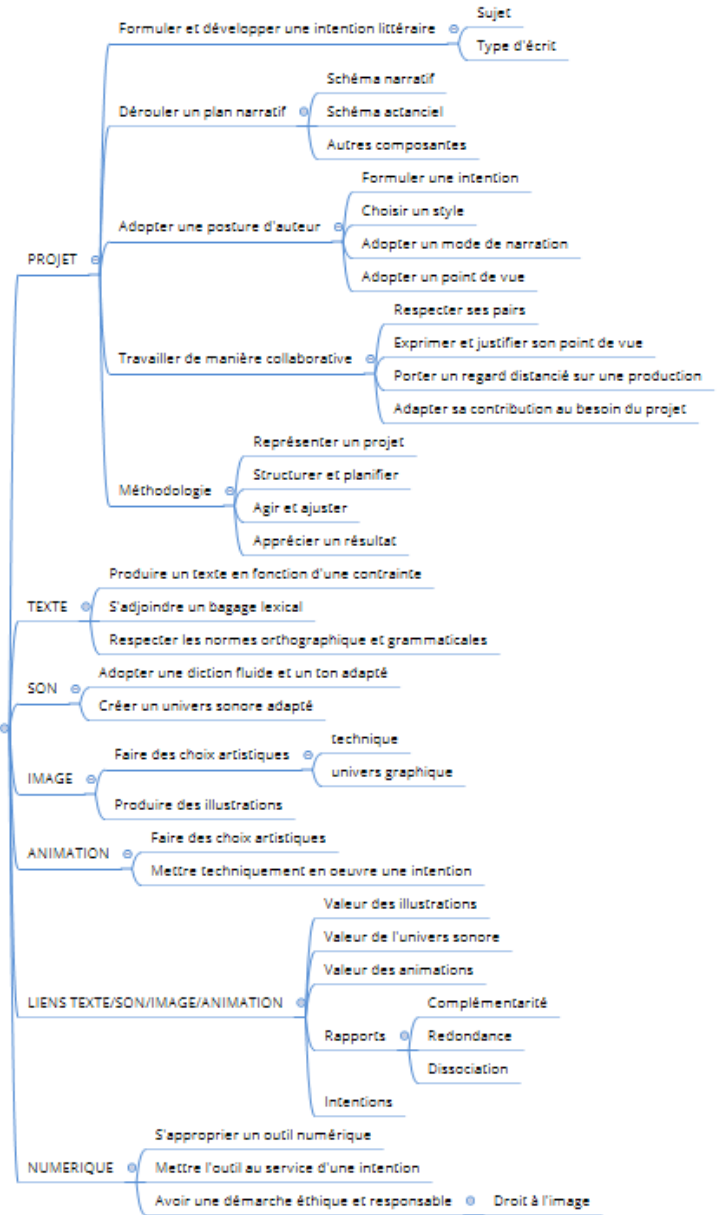 PROJET
Formuler et développer une intention littéraire
Sujet
Type d'écrit
Dérouler un plan narratif
Schéma narratif
Schéma actanciel
Autres composantes
Adopter une posture d'auteur
Formuler une intention
Choisir un style
Adopter un mode de narration
Adopter un point de vue
Travailler de manière collaborative
Respecter ses pairs
Exprimer et justifier son point de vue
Porter un regard distancié sur une production
Adapter sa contribution au besoin du projet
Méthodologie
Représenter un projet
Structurer et planifier
Agir et ajuster
Apprécier un résultat
TEXTE
Produire un texte en fonction d'une contrainte
S'adjoindre un bagage lexical
Respecter les normes orthographique et grammaticales
SON
Adopter une diction fluide et un ton adapté
Créer un univers sonore adapté
IMAGE
Faire des choix artistiques
technique
univers graphique
Produire des illustrations
ANIMATION
Faire des choix artistiques
Mettre techniquement en oeuvre une intention
LIENS TEXTE/SON/IMAGE/ANIMATION
Valeur des illustrations
Valeur de l'univers sonore
Valeur des animations
Rapports
Complémentarité
Redondance
Dissociation
Intentions
NUMERIQUE
S'approprier un outil numérique
Mettre l'outil au service d'une intention
Avoir une démarche éthique et responsable
Droit à l'image